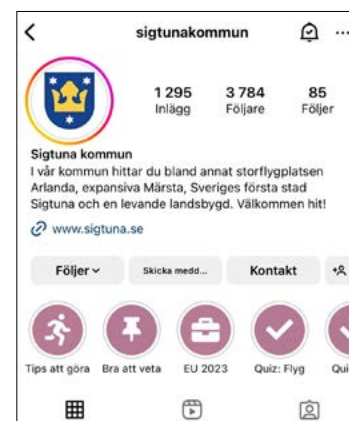 sigtunakommun
1 295 3 784 85
Inlägg Följare Följer
Sigtuna kommun
I vår kommun hittar du bland annat storflygplatsen
Arlanda, expansiva Märsta, Sveriges första stad
Sigtuna och en levande landsbygd. Välkommen hit!
www.sigtuna.se
Följer Skicka medd... Kontakt
Tips att göra Bra att veta EU 2023 Quiz: Flyg Qui